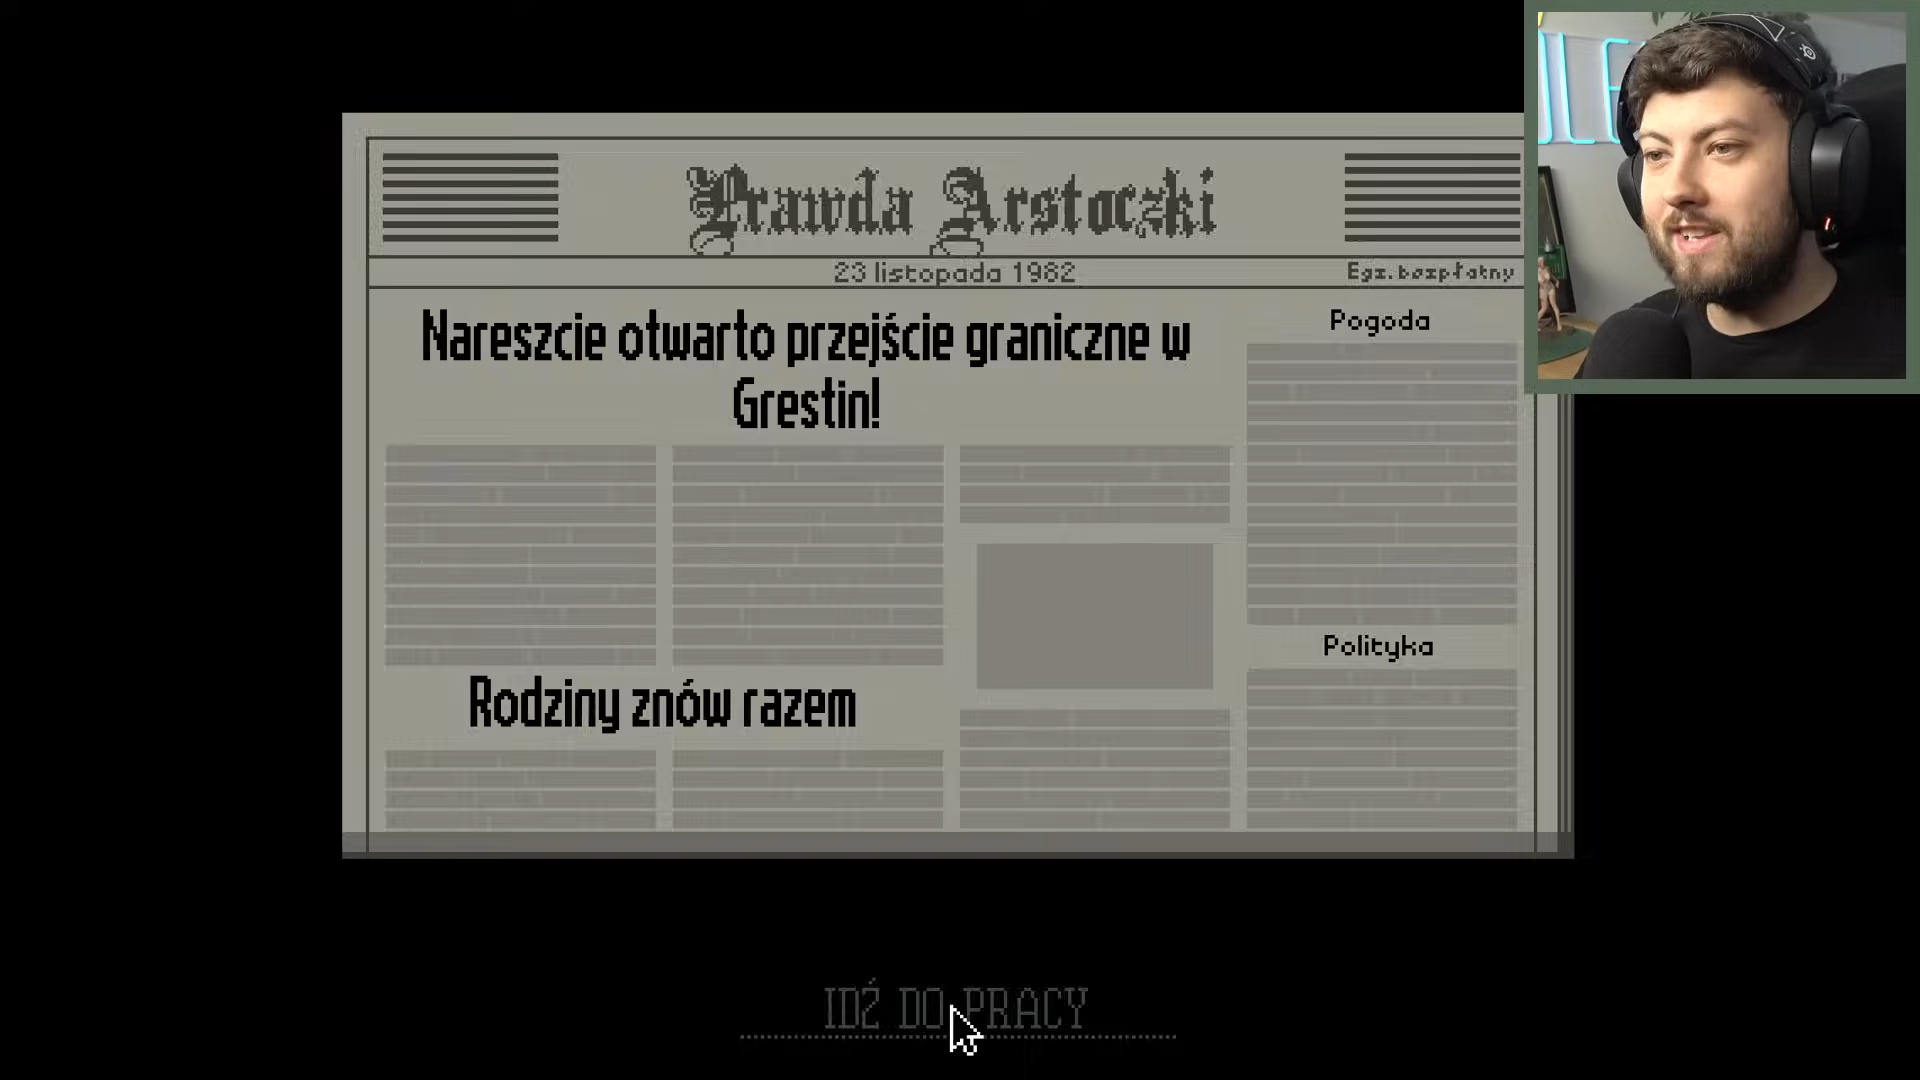 Prawda Arstoczki
23 listopada 1982
Egz. bezpłatny
Nareszcie otwarto przejście graniczne w
Grestin!
Pogoda
Polityka
Rodziny znów razem
IDŹ DO PRACY